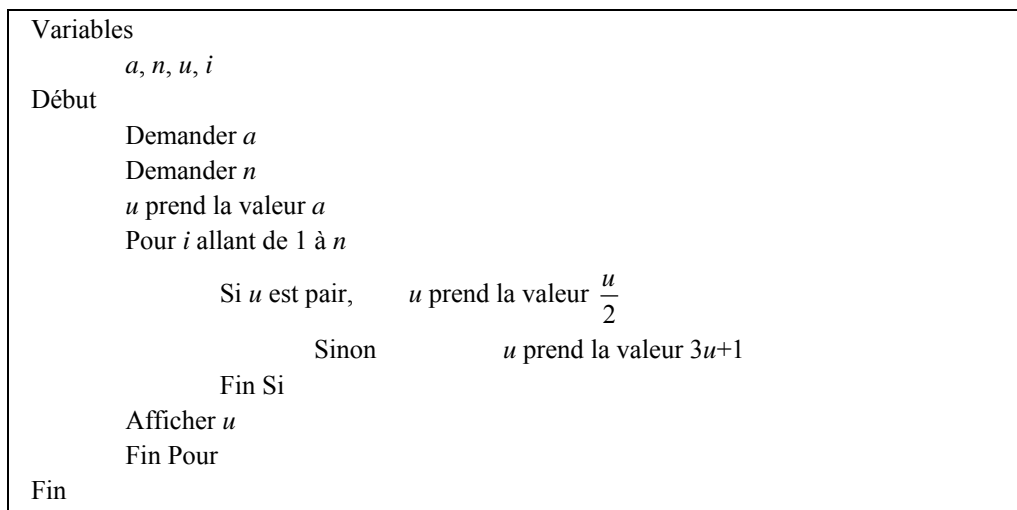 Variables
a, n, u, i
Début
Demander a
Demander n
u prend la valeur a
Pour i allant de 1 à n
Si u est pair, u prend la valeur u/2
Sinon u prend la valeur 3u+1
Fin Si
Afficher u
Fin Pour
Fin